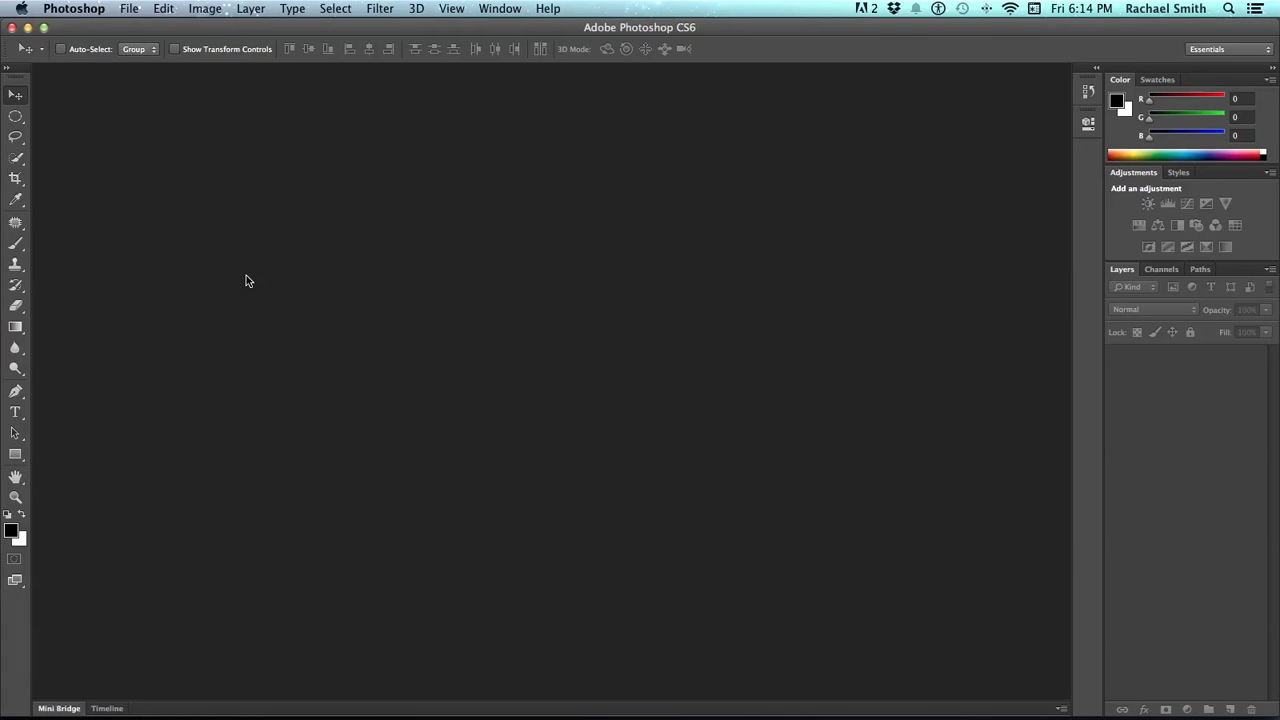 Photoshop File Edit Image Layer Type Select Filter 3D View Window Help 2 Fri 6:14 PM Rachael Smith
Adobe Photoshop CS6
Auto-Select: Group Show Transform Controls 3D Mode: Essentials
Color Swatches
R 0
G 0
B 0
Adjustments Styles
Add an adjustment
Layers Channels Paths
Kind
Normal Opacity: 100%
Lock: Fill: 100%
Mini Bridge Timeline